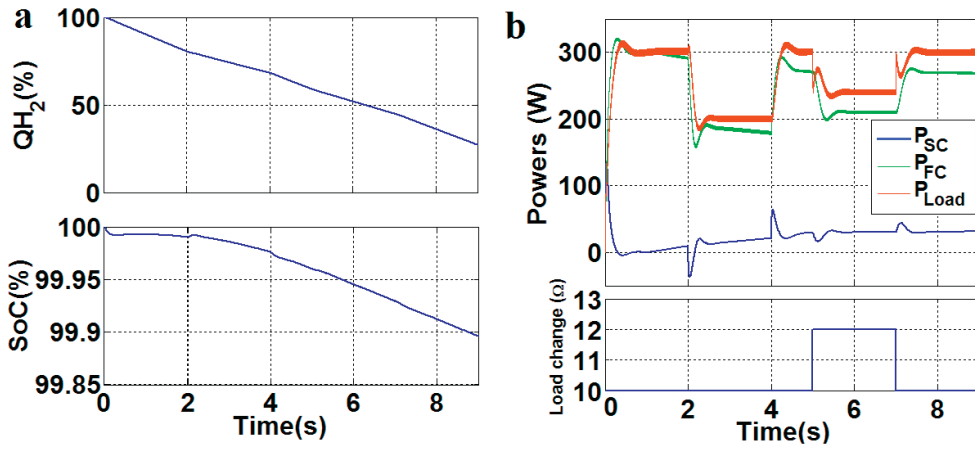 a
QH2(%)
100
50
0
SoC(%)
100
99.95
99.9
99.85
0 2 4 6 8
Time(s)
b
Powers (W)
300
200
100
0
PSC
PFC
PLoad
Load change (Ω)
13
12
11
10
0 2 4 6 8
Time(s)